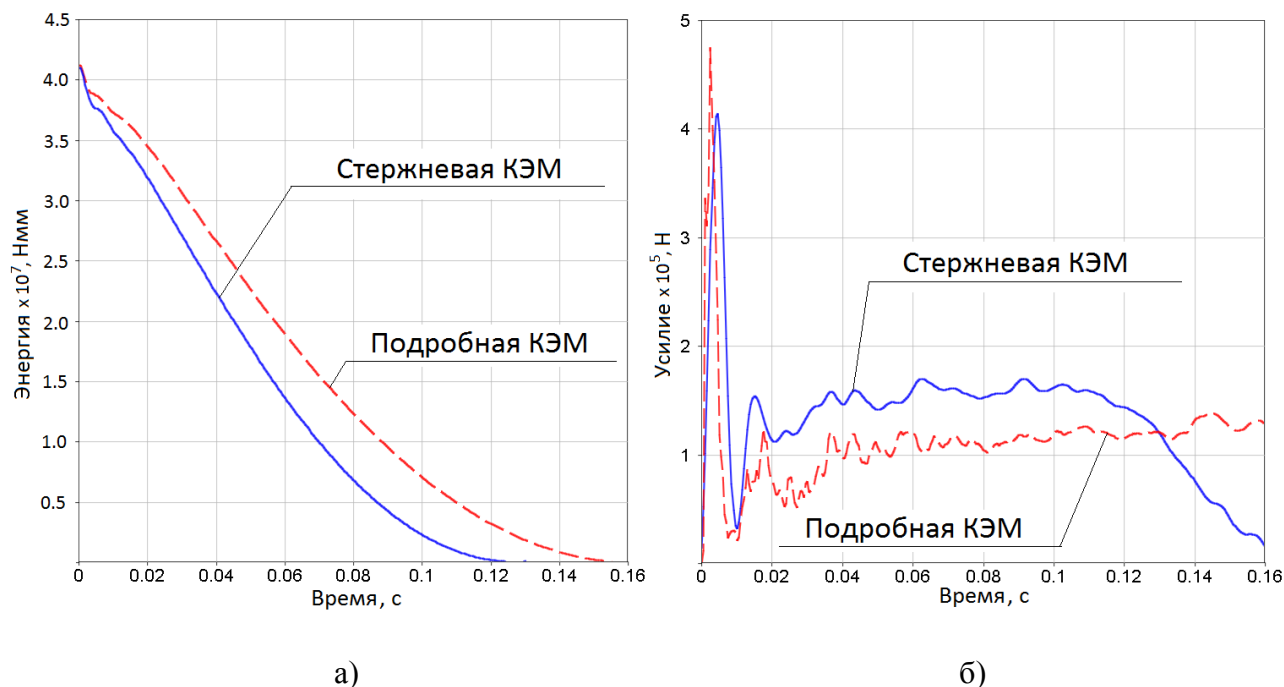 4.5
4.0
3.5
3.0
2.5
2.0
1.5
1.0
0.5
Энергия x 10⁷, Нмм
Стержневая КЭМ
Подробная КЭМ
0 0.02 0.04 0.06 0.08 0.1 0.12 0.14 0.16
Время, с
а)
5
4
3
2
1
Усилие x 10⁵, Н
Стержневая КЭМ
Подробная КЭМ
0 0.02 0.04 0.06 0.08 0.1 0.12 0.14 0.16
Время, с
б)